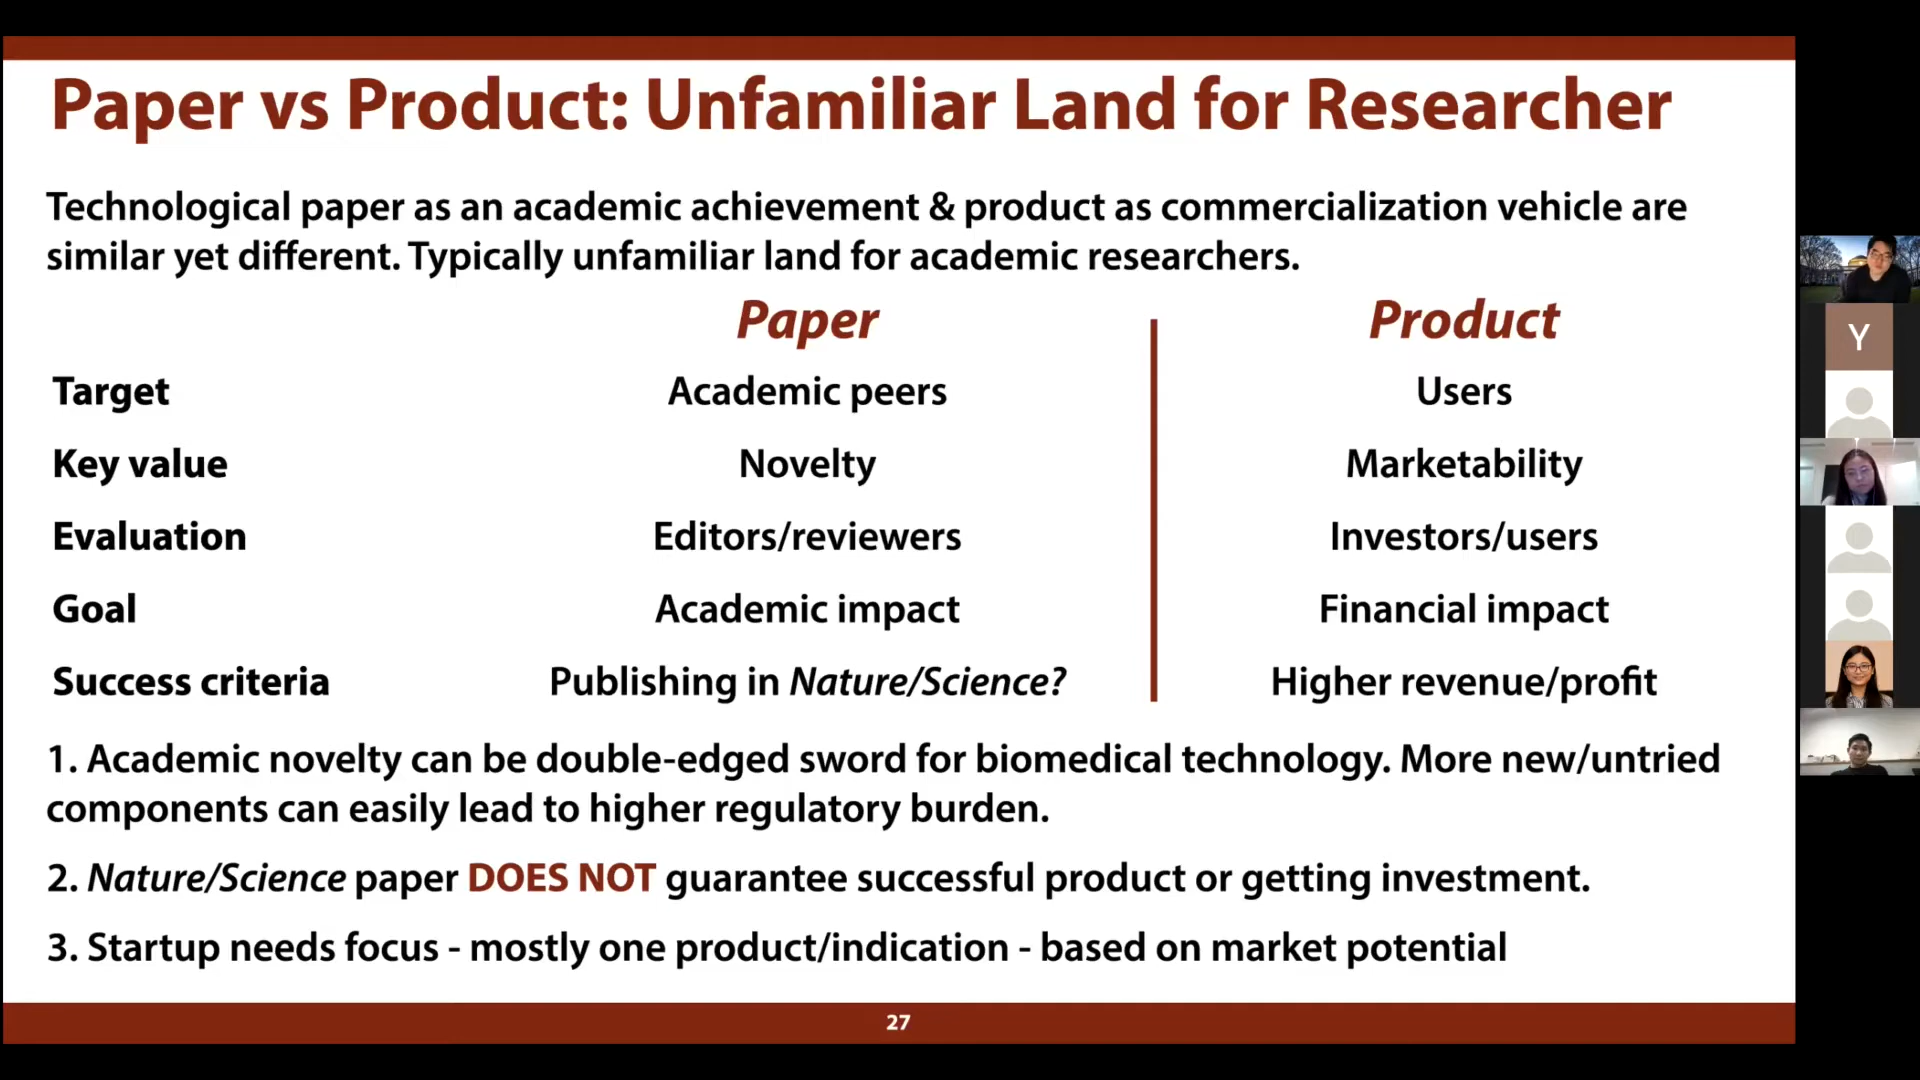 Paper vs Product: Unfamiliar Land for Researcher
Technological paper as an academic achievement & product as commercialization vehicle are
similar yet different. Typically unfamiliar land for academic researchers.
Paper Product
Target Academic peers Users
Key value Novelty Marketability
Evaluation Editors/reviewers Investors/users
Goal Academic impact Financial impact
Success criteria Publishing in Nature/Science? Higher revenue/profit
1. Academic novelty can be double-edged sword for biomedical technology. More new/untried
components can easily lead to higher regulatory burden.
2. Nature/Science paper DOES NOT guarantee successful product or getting investment.
3. Startup needs focus - mostly one product/indication - based on market potential
27
Y